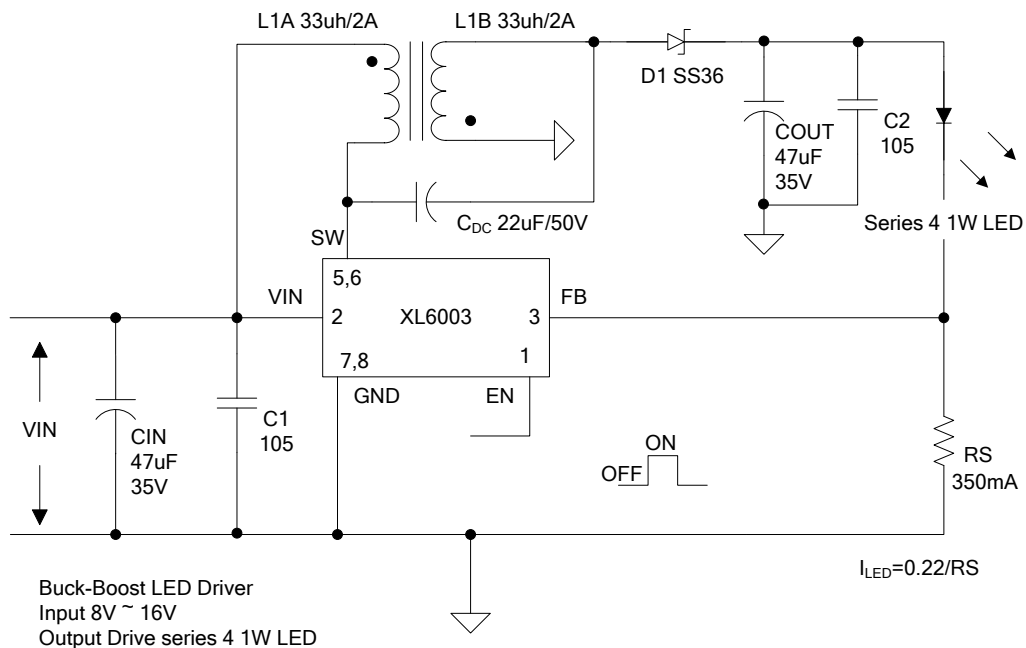 L1A 33uh/2A
L1B 33uh/2A
D1 SS36
COUT
47uF
35V
C2
105
CDC 22uF/50V
Series 4 1W LED
SW
5,6
VIN
FB
2
XL6003
3
7,8
1
GND
EN
VIN
CIN
47uF
35V
C1
105
ON
OFF
RS
350mA
ILED=0.22/RS
Buck-Boost LED Driver
Input 8V ~ 16V
Output Drive series 4 1W LED